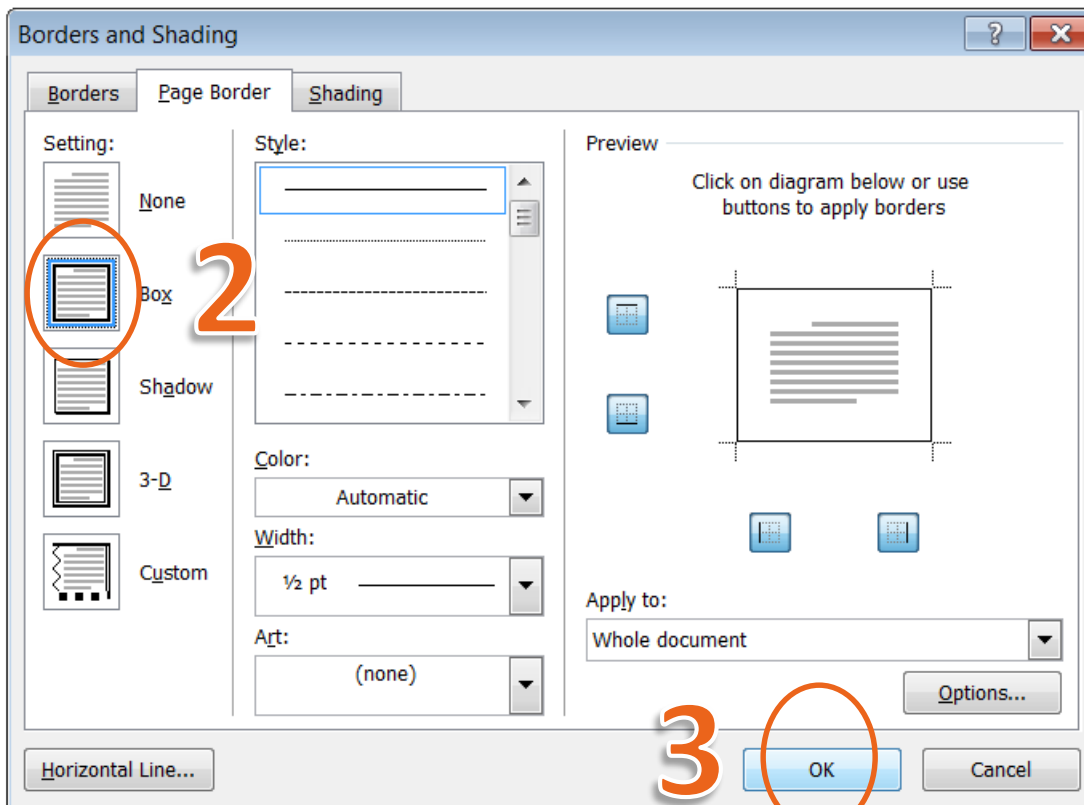 Borders and Shading
Borders
Page Border
Shading
Setting:
None
Box
Shadow
3-D
Custom
2
Style:
Color:
Automatic
Width:
½ pt
Art:
(none)
Preview
Click on diagram below or use
buttons to apply borders
Apply to:
Whole document
Options...
Horizontal Line...
3
OK
Cancel